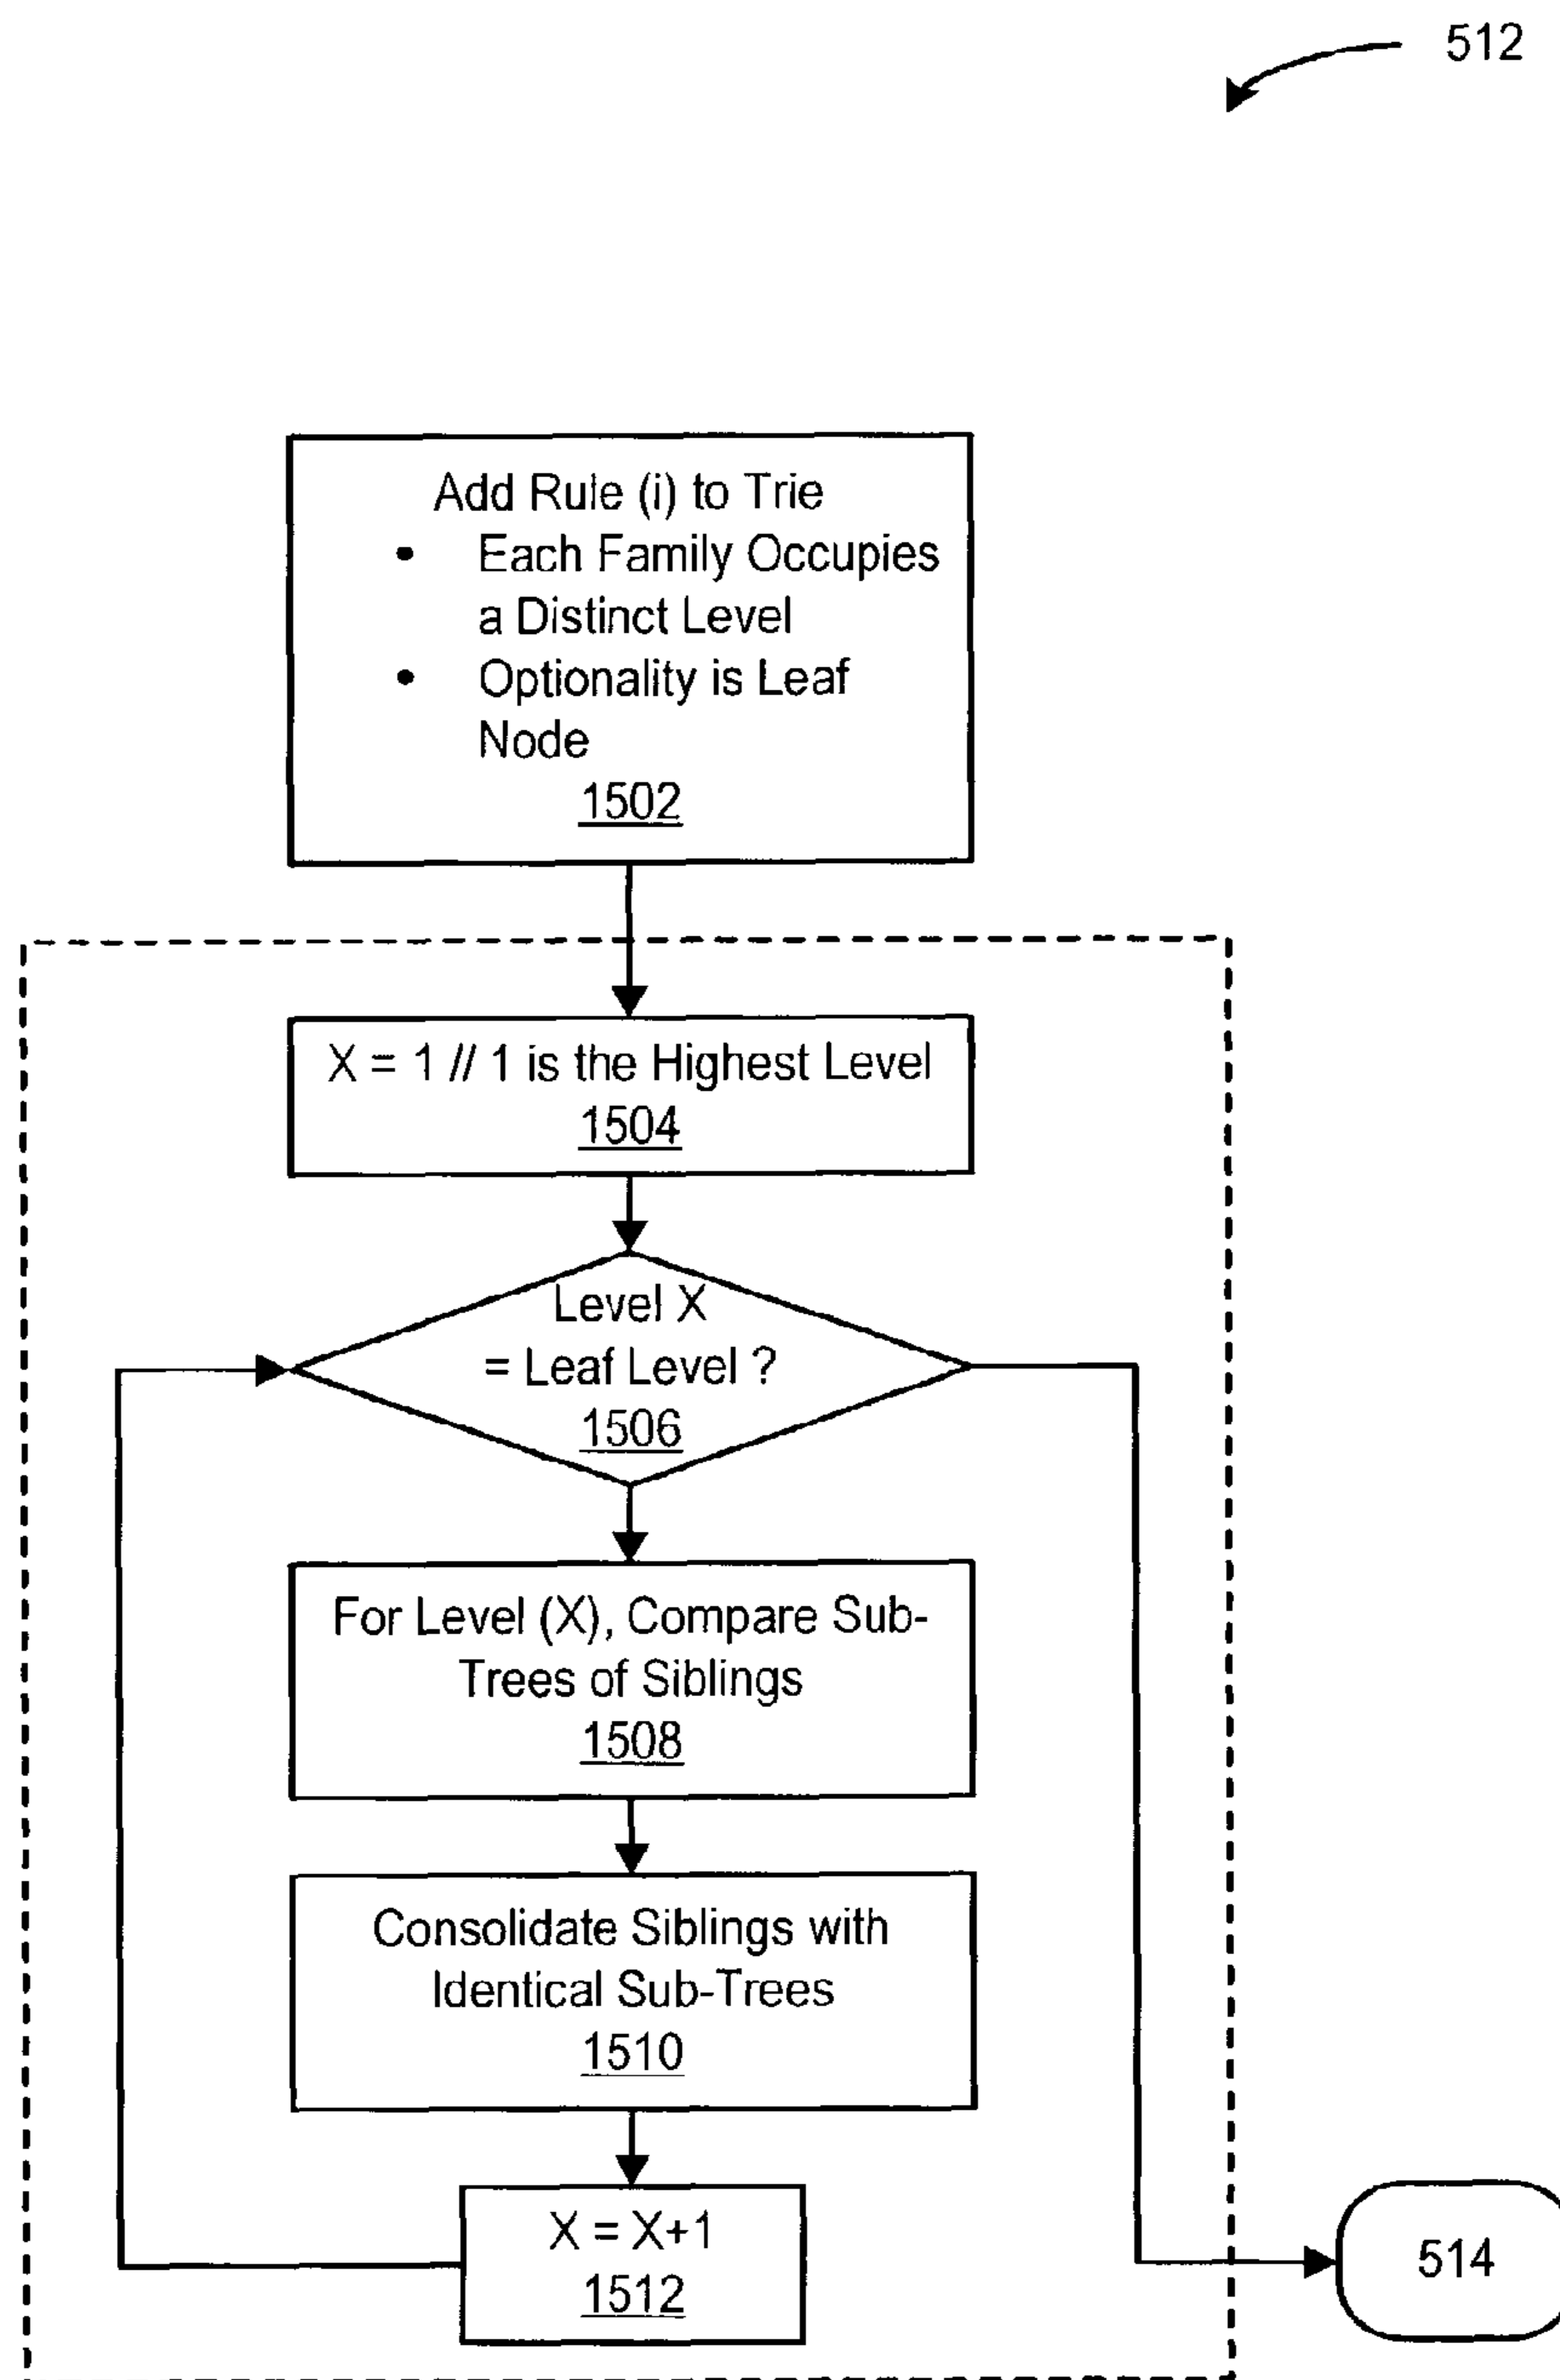 512
Add Rule (i) to Trie
• Each Family Occupies
a Distinct Level
• Optionality is Leaf
Node
1502
X = 1 // 1 is the Highest Level
1504
Level X
= Leaf Level ?
1506
For Level (X), Compare Sub-
Trees of Siblings
1508
Consolidate Siblings with
Identical Sub-Trees
1510
X = X+1
1512
514